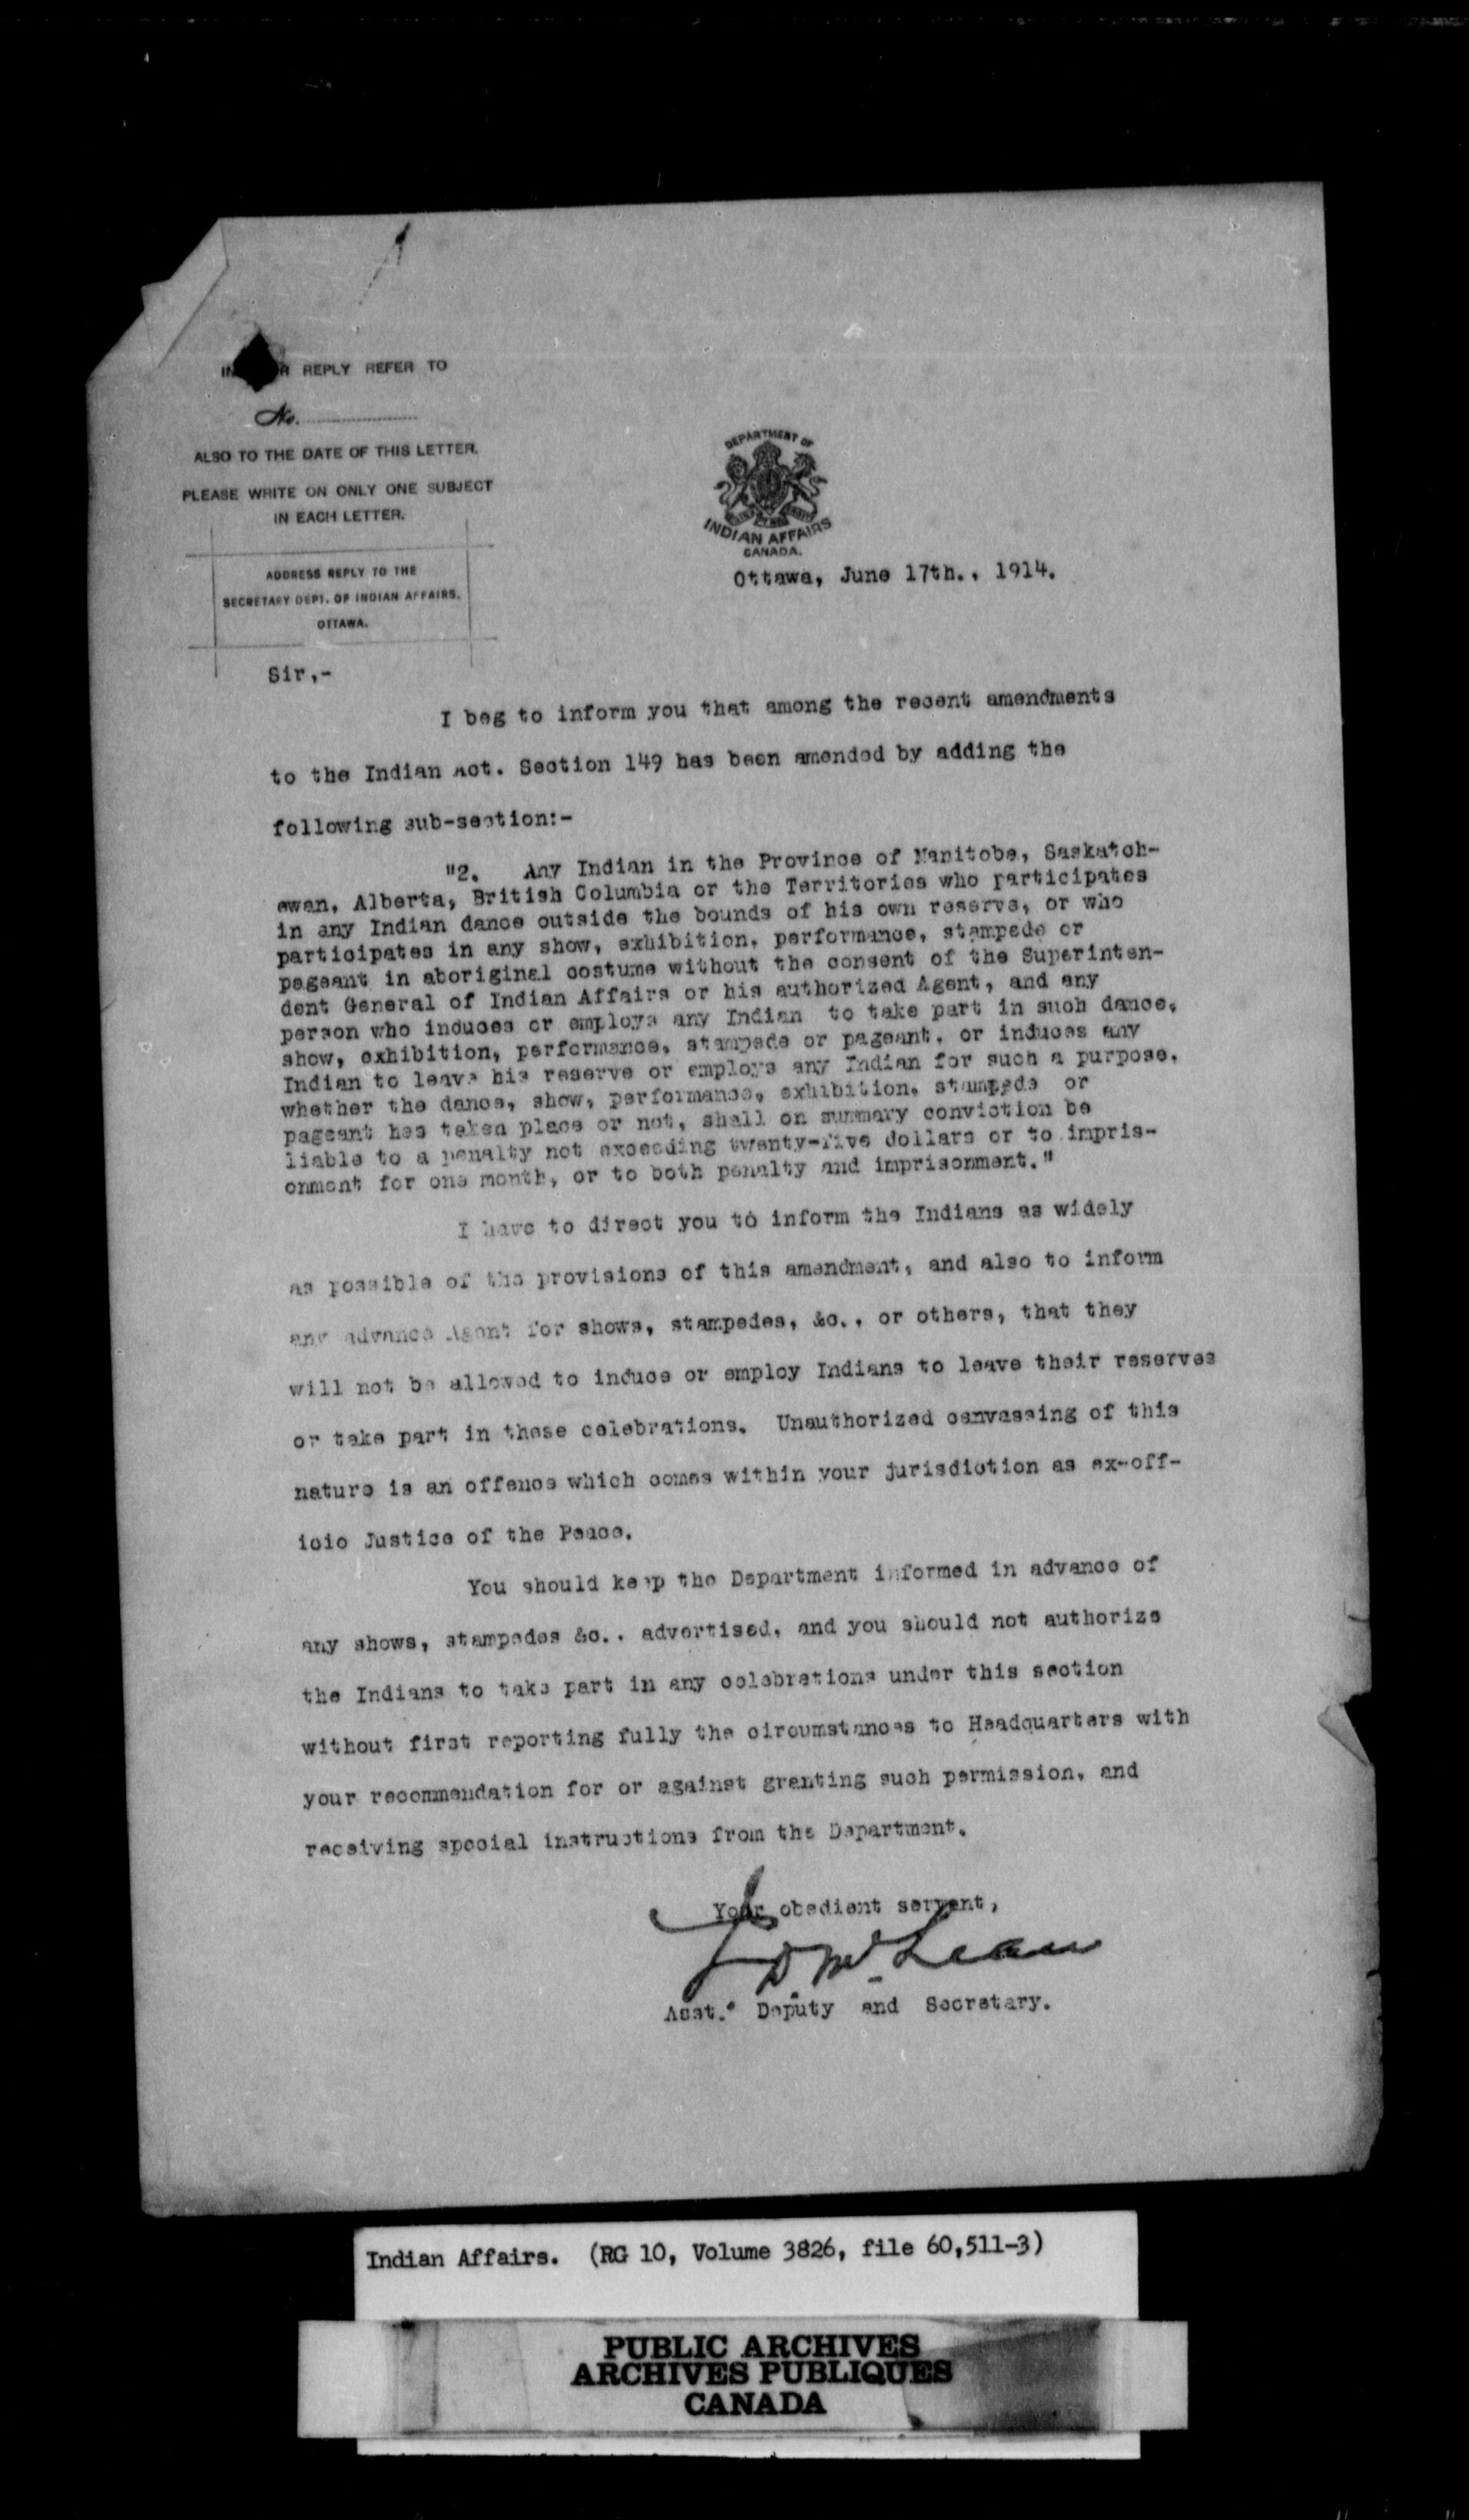 REPLY REFER TO
No.
ALSO TO THE DATE OF THIS LETTER.
PLEASE WRITE ON ONLY ONE SUBJECT
IN EACH LETTER.
ADDRESS REPLY TO THE
SECRETARY DEPT. OF INDIAN AFFAIRS.
OTTAWA.
DEPARTMENT OF
INDIAN AFFAIRS
CANADA.
Ottawa, June 17th., 1914.
Sir,-
I beg to inform you that among the recent amendments
to the Indian Act. Section 149 has been amended by adding the
following sub-section:-
"2. Any Indian in the Province of Manitoba, Saskatch-
ewan, Alberta, British Columbia or the Territories who participates
in any Indian dance outside the bounds of his own reserve, or who
participates in any show, exhibition, performance, stampede or
pageant in aboriginal costume without the consent of the Superinten-
dent General of Indian Affairs or his authorized Agent, and any
person who induces or employs any Indian to take part in such dance,
show, exhibition, performance, stampede or pageant, or induces any
Indian to leave his reserve or employs any Indian for such a purpose,
whether the dance, show, performance, exhibition, stampede or
pageant has taken place or not, shall on summary conviction be
liable to a penalty not exceeding twenty-five dollars or to impris-
onment for one month, or to both penalty and imprisonment."
I have to direct you to inform the Indians as widely
as possible of the provisions of this amendment, and also to inform
any advance Agent for shows, stampedes, &c., or others, that they
will not be allowed to induce or employ Indians to leave their reserves
or take part in these celebrations. Unauthorized canvassing of this
nature is an offence which comes within your jurisdiction as ex-off-
icio Justice of the Peace.
You should keep the Department informed in advance of
any shows, stampedes &c., advertised, and you should not authorize
the Indians to take part in any celebrations under this section
without first reporting fully the circumstances to Headquarters with
your recommendation for or against granting such permission, and
receiving special instructions from the Department.
Your obedient servant,
J D McLean
Asst. Deputy and Secretary.
Indian Affairs. (RG 10, Volume 3826, file 60,511-3)
PUBLIC ARCHIVES
ARCHIVES PUBLIQUES
CANADA